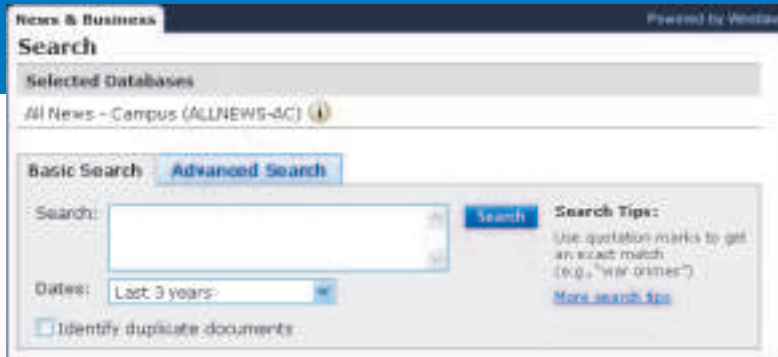 News & Business
Powered by Westlaw
Search
Selected Databases
All News - Campus (ALLNEWS-AC)
Basic Search
Advanced Search
Search:
Search
Search Tips:
Use quotation marks to get
an exact match
(e.g., "war crimes")
More search tips
Dates:
Last 3 years
Identify duplicate documents